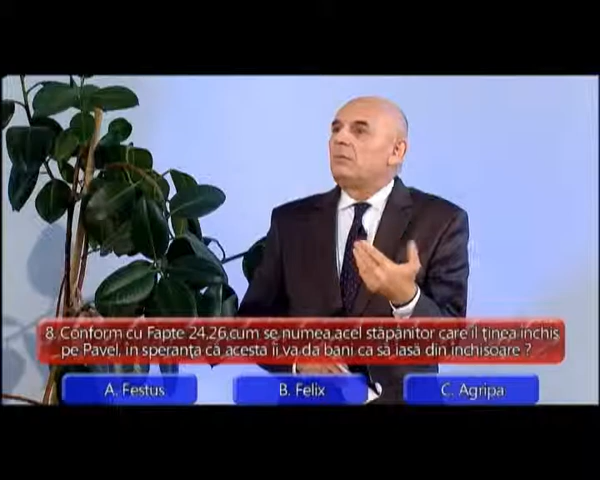 8. Conform cu Fapte 24,26,cum se numea acel stăpânitor care îl ţinea închis
pe Pavel, în speranţa că acesta îi va da bani ca să iasă din închisoare ?
A. Festus
B. Felix
C. Agripa